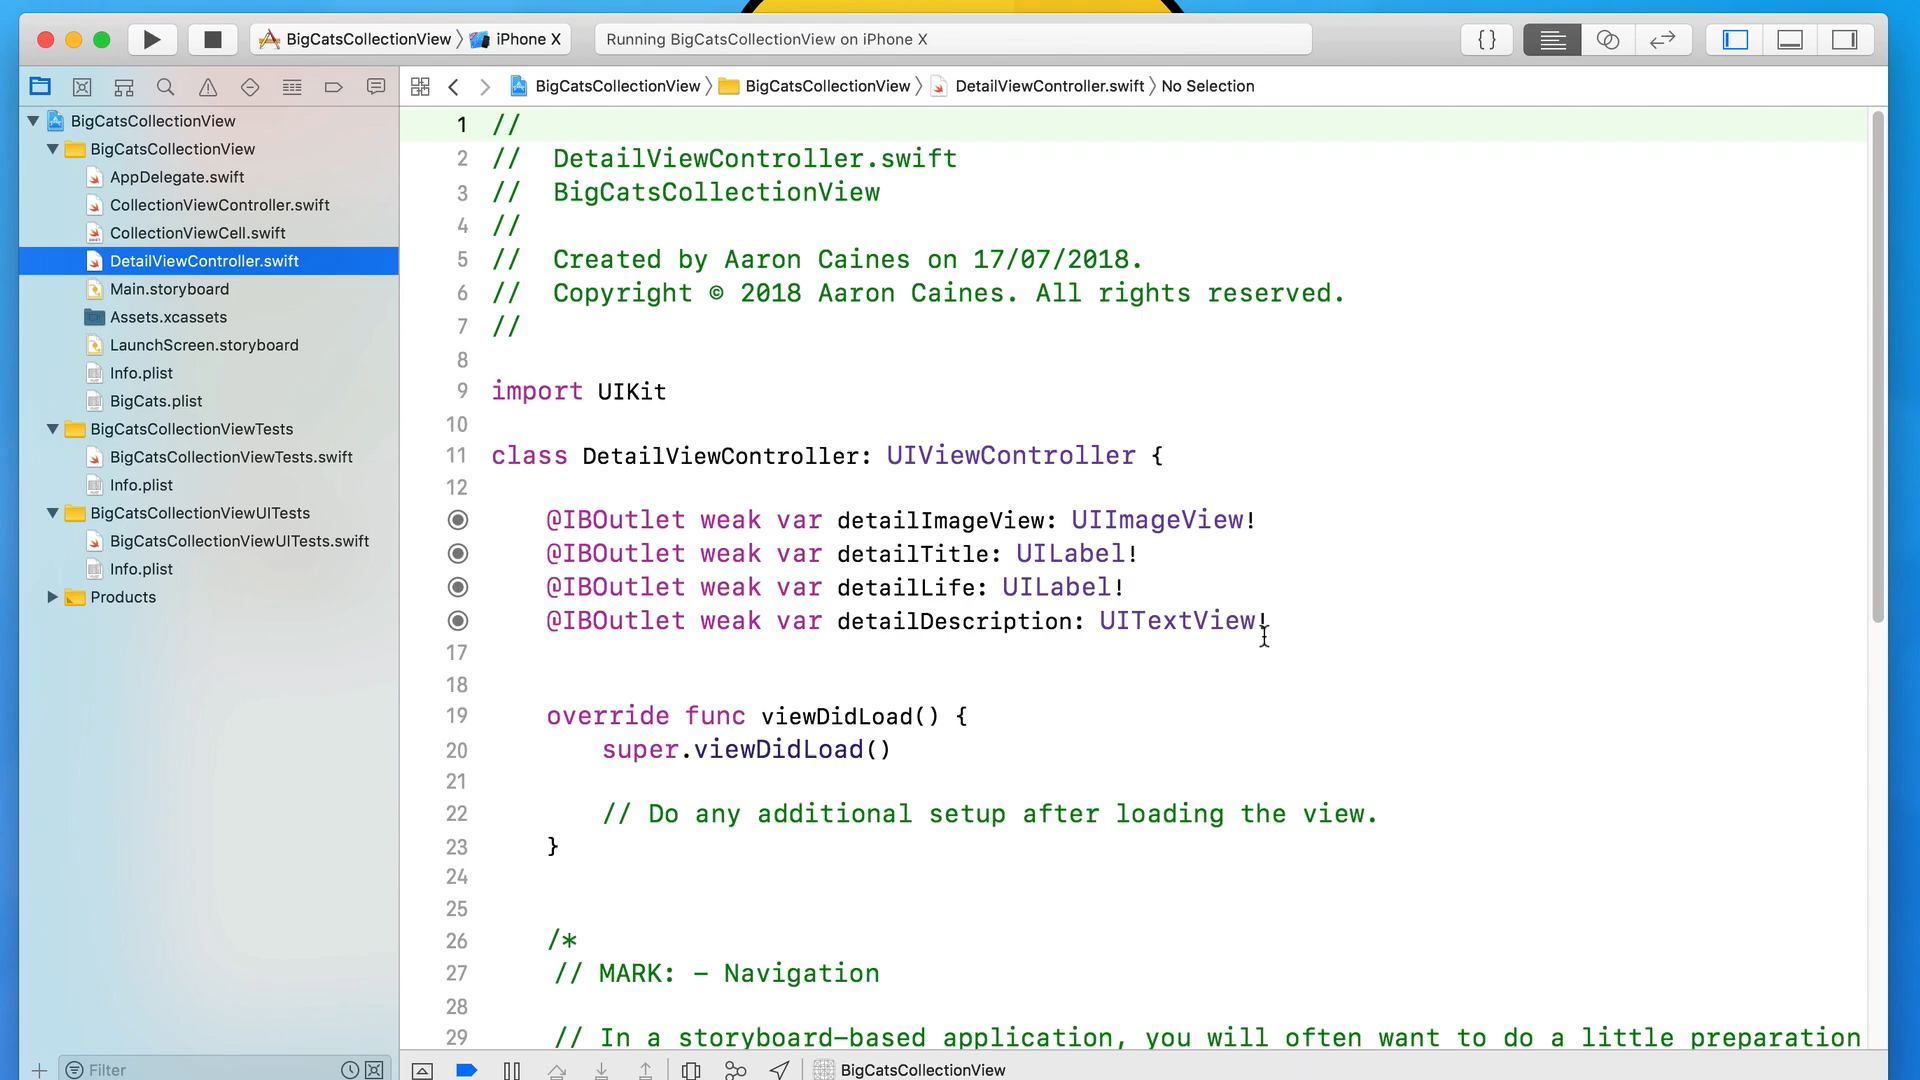 BigCatsCollectionView
iPhone X
Running BigCatsCollectionView on iPhone X
{}
BigCatsCollectionView
BigCatsCollectionView
DetailViewController.swift
No Selection
BigCatsCollectionView
BigCatsCollectionView
AppDelegate.swift
CollectionViewController.swift
CollectionViewCell.swift
DetailViewController.swift
Main.storyboard
Assets.xcassets
LaunchScreen.storyboard
Info.plist
BigCats.plist
BigCatsCollectionViewTests
BigCatsCollectionViewTests.swift
Info.plist
BigCatsCollectionViewUITests
BigCatsCollectionViewUITests.swift
Info.plist
Products
Filter
1 //
2 //  DetailViewController.swift
3 //  BigCatsCollectionView
4 //
5 //  Created by Aaron Caines on 17/07/2018.
6 //  Copyright © 2018 Aaron Caines. All rights reserved.
7 //
8
9 import UIKit
10
11 class DetailViewController: UIViewController {
12
@IBOutlet weak var detailImageView: UIImageView!
@IBOutlet weak var detailTitle: UILabel!
@IBOutlet weak var detailLife: UILabel!
@IBOutlet weak var detailDescription: UITextView!
17
18
19 override func viewDidLoad() {
20 super.viewDidLoad()
21
22 // Do any additional setup after loading the view.
23 }
24
25
26 /*
27 // MARK: - Navigation
28
29 // In a storyboard-based application, you will often want to do a little preparation
BigCatsCollectionView